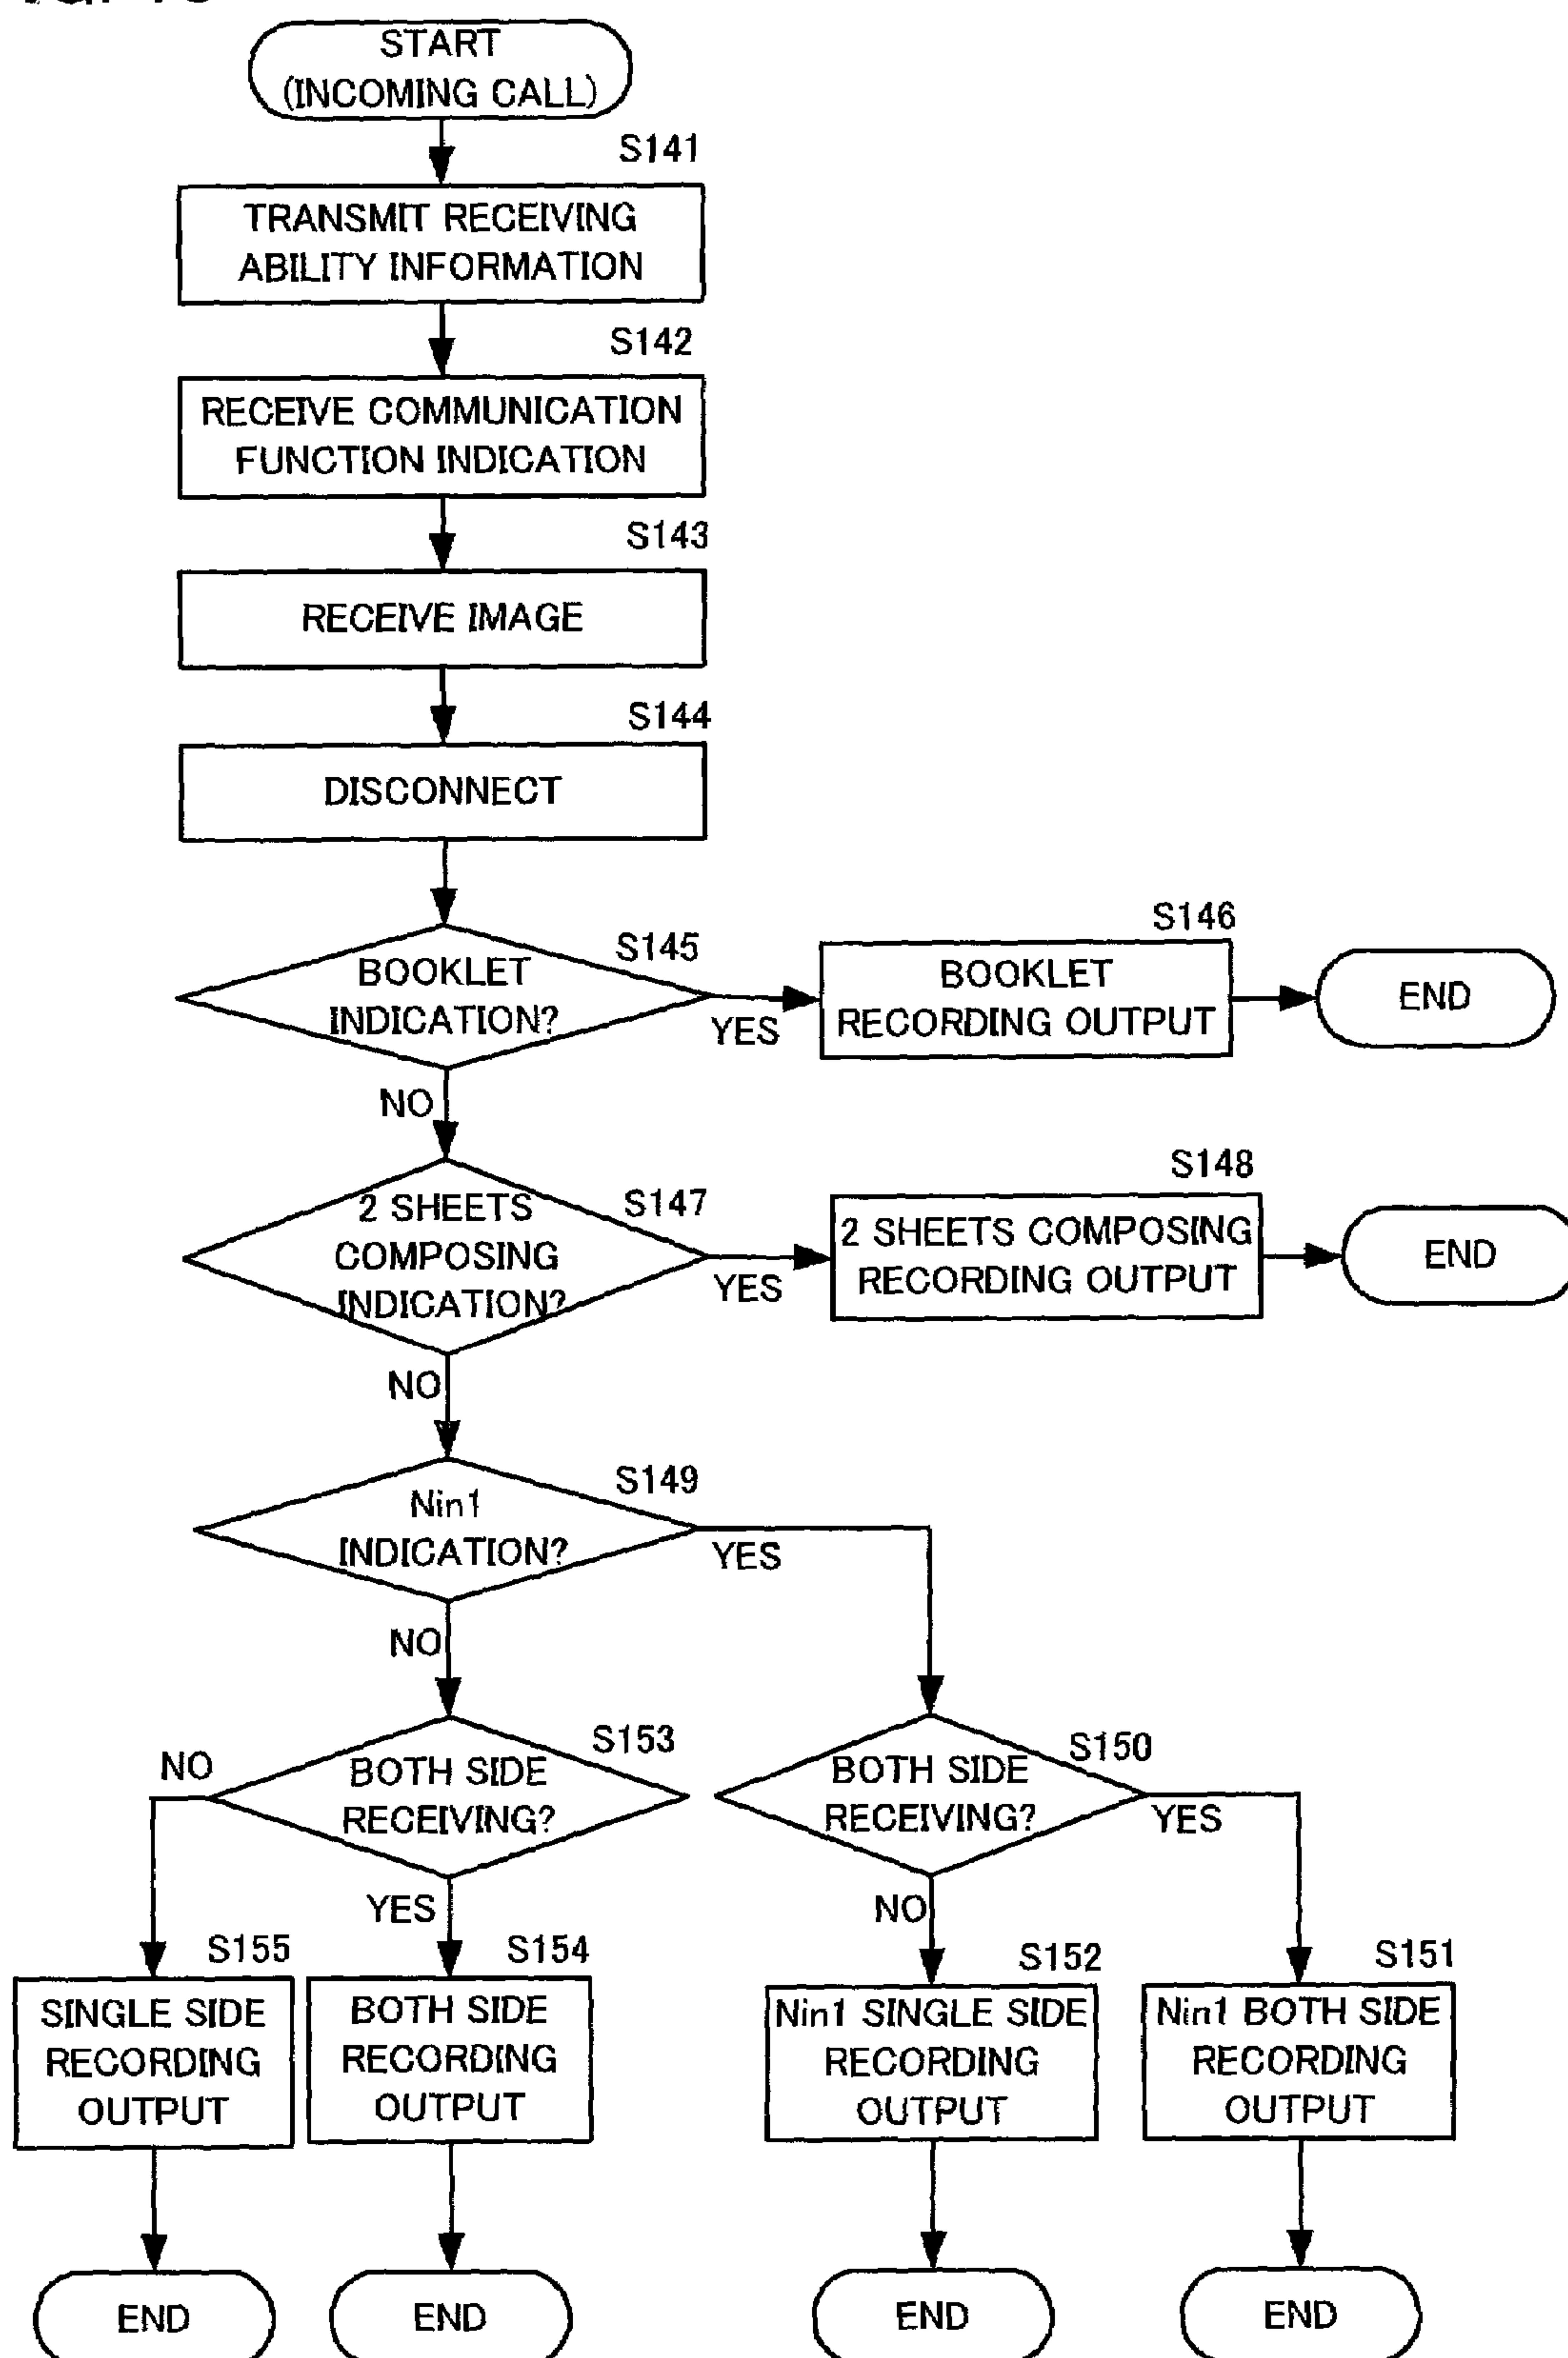 START
(INCOMING CALL)
S141
TRANSMIT RECEIVING
ABILITY INFORMATION
S142
RECEIVE COMMUNICATION
FUNCTION INDICATION
S143
RECEIVE IMAGE
S144
DISCONNECT
S145
BOOKLET
INDICATION?
YES
S146
BOOKLET
RECORDING OUTPUT
END
NO
S147
2 SHEETS
COMPOSING
INDICATION?
YES
S148
2 SHEETS COMPOSING
RECORDING OUTPUT
END
NO
S149
Nin1
INDICATION?
YES
NO
S153
BOTH SIDE
RECEIVING?
NO
YES
S150
BOTH SIDE
RECEIVING?
YES
NO
S155
SINGLE SIDE
RECORDING
OUTPUT
S154
BOTH SIDE
RECORDING
OUTPUT
S152
Nin1 SINGLE SIDE
RECORDING
OUTPUT
S151
Nin1 BOTH SIDE
RECORDING
OUTPUT
END
END
END
END